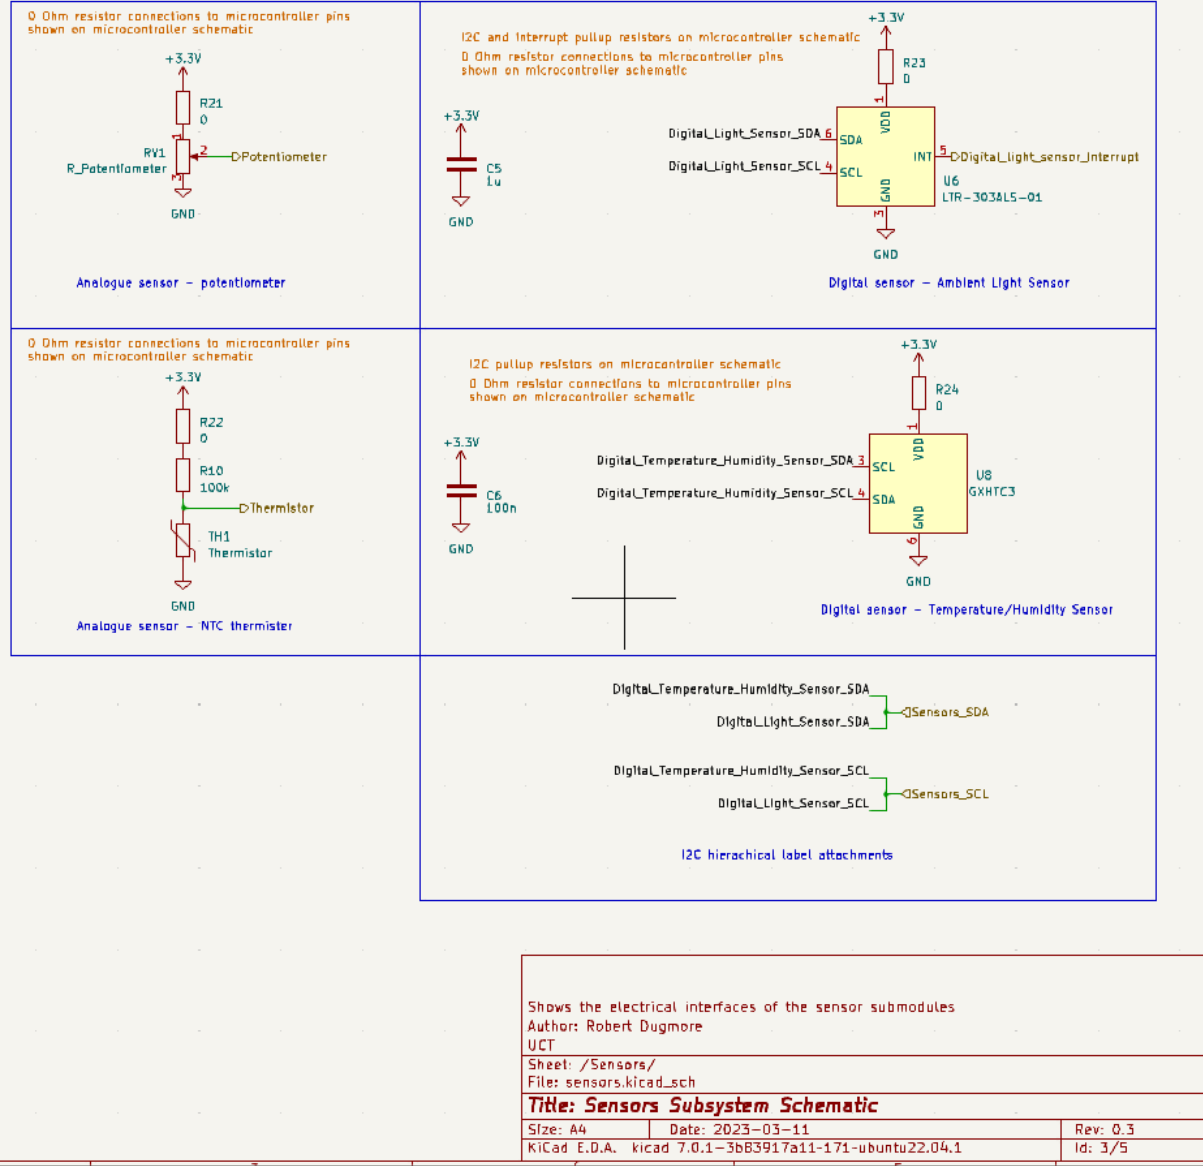 0 Ohm resistor connections to microcontroller pins
shown on microcontroller schematic
+3.3V
R21
0
1
RV1
R_Potentiometer
2
Potentiometer
3
GND
Analogue sensor - potentiometer
I2C and interrupt pullup resistors on microcontroller schematic
0 Ohm resistor connections to microcontroller pins
shown on microcontroller schematic
+3.3V
C5
1u
GND
+3.3V
R23
0
1
VDD
Digital_Light_Sensor_SDA 6 SDA
Digital_Light_Sensor_SCL 4 SCL
INT 5 Digital_light_sensor_Interrupt
GND
3
U6
LTR-303ALS-01
GND
Digital sensor - Ambient Light Sensor
0 Ohm resistor connections to microcontroller pins
shown on microcontroller schematic
+3.3V
R22
0
R10
100k
Thermistor
TH1
Thermistor
GND
Analogue sensor - NTC thermister
I2C pullup resistors on microcontroller schematic
0 Ohm resistor connections to microcontroller pins
shown on microcontroller schematic
+3.3V
C6
100n
GND
+3.3V
R24
0
1
VDD
Digital_Temperature_Humidity_Sensor_SDA 3 SCL
Digital_Temperature_Humidity_Sensor_SCL 4 SDA
GND
6
U8
GXHTC3
GND
Digital sensor - Temperature/Humidity Sensor
Digital_Temperature_Humidity_Sensor_SDA
Sensors_SDA
Digital_Light_Sensor_SDA
Digital_Temperature_Humidity_Sensor_SCL
Sensors_SCL
Digital_Light_Sensor_SCL
I2C hierachical label attachments
Shows the electrical interfaces of the sensor submodules
Author: Robert Dugmore
UCT
Sheet: /Sensors/
File: sensors.kicad_sch
Title: Sensors Subsystem Schematic
Size: A4 Date: 2023-03-11 Rev: 0.3
KiCad E.D.A. kicad 7.0.1-3b83917a11-171-ubuntu22.04.1 Id: 3/5